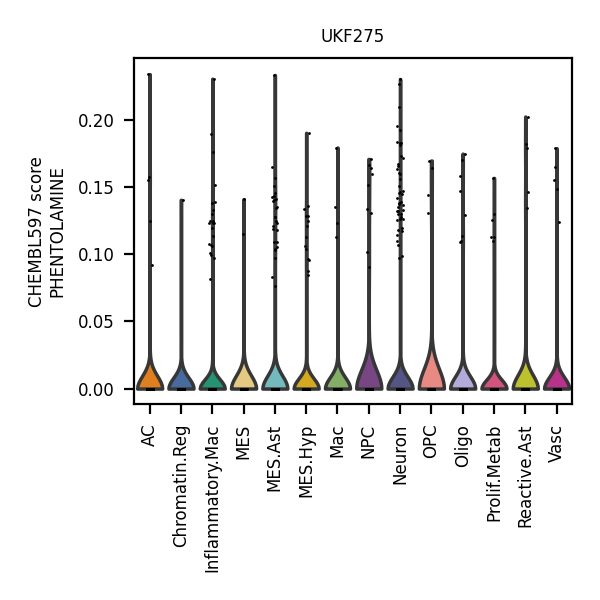 UKF275
CHEMBL597 score
PHENTOLAMINE
0.20
0.15
0.10
0.05
0.00
AC
Chromatin.Reg
Inflammatory.Mac
MES
MES.Ast
MES.Hyp
Mac
NPC
Neuron
OPC
Oligo
Prolif.Metab
Reactive.Ast
Vasc